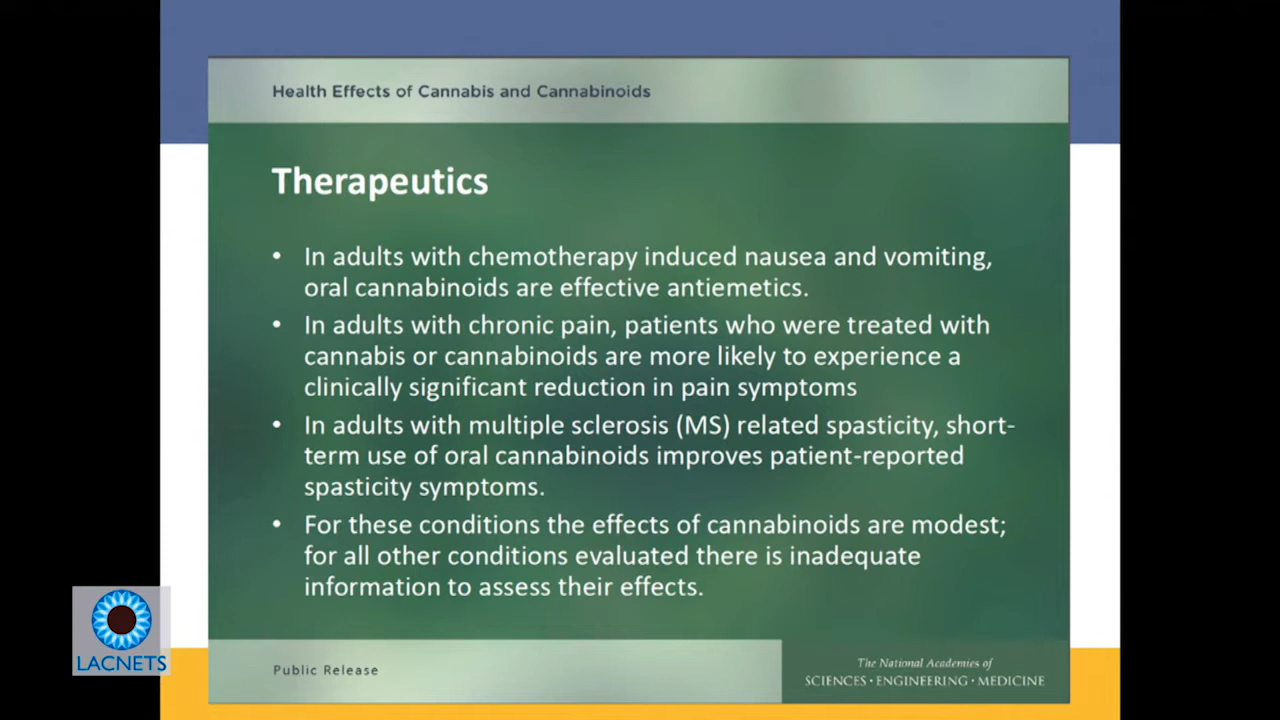 Health Effects of Cannabis and Cannabinoids
Therapeutics
• In adults with chemotherapy induced nausea and vomiting,
oral cannabinoids are effective antiemetics.
• In adults with chronic pain, patients who were treated with
cannabis or cannabinoids are more likely to experience a
clinically significant reduction in pain symptoms
• In adults with multiple sclerosis (MS) related spasticity, short-
term use of oral cannabinoids improves patient-reported
spasticity symptoms.
• For these conditions the effects of cannabinoids are modest;
for all other conditions evaluated there is inadequate
information to assess their effects.
LACNETS
Public Release
The National Academies of
SCIENCES • ENGINEERING • MEDICINE